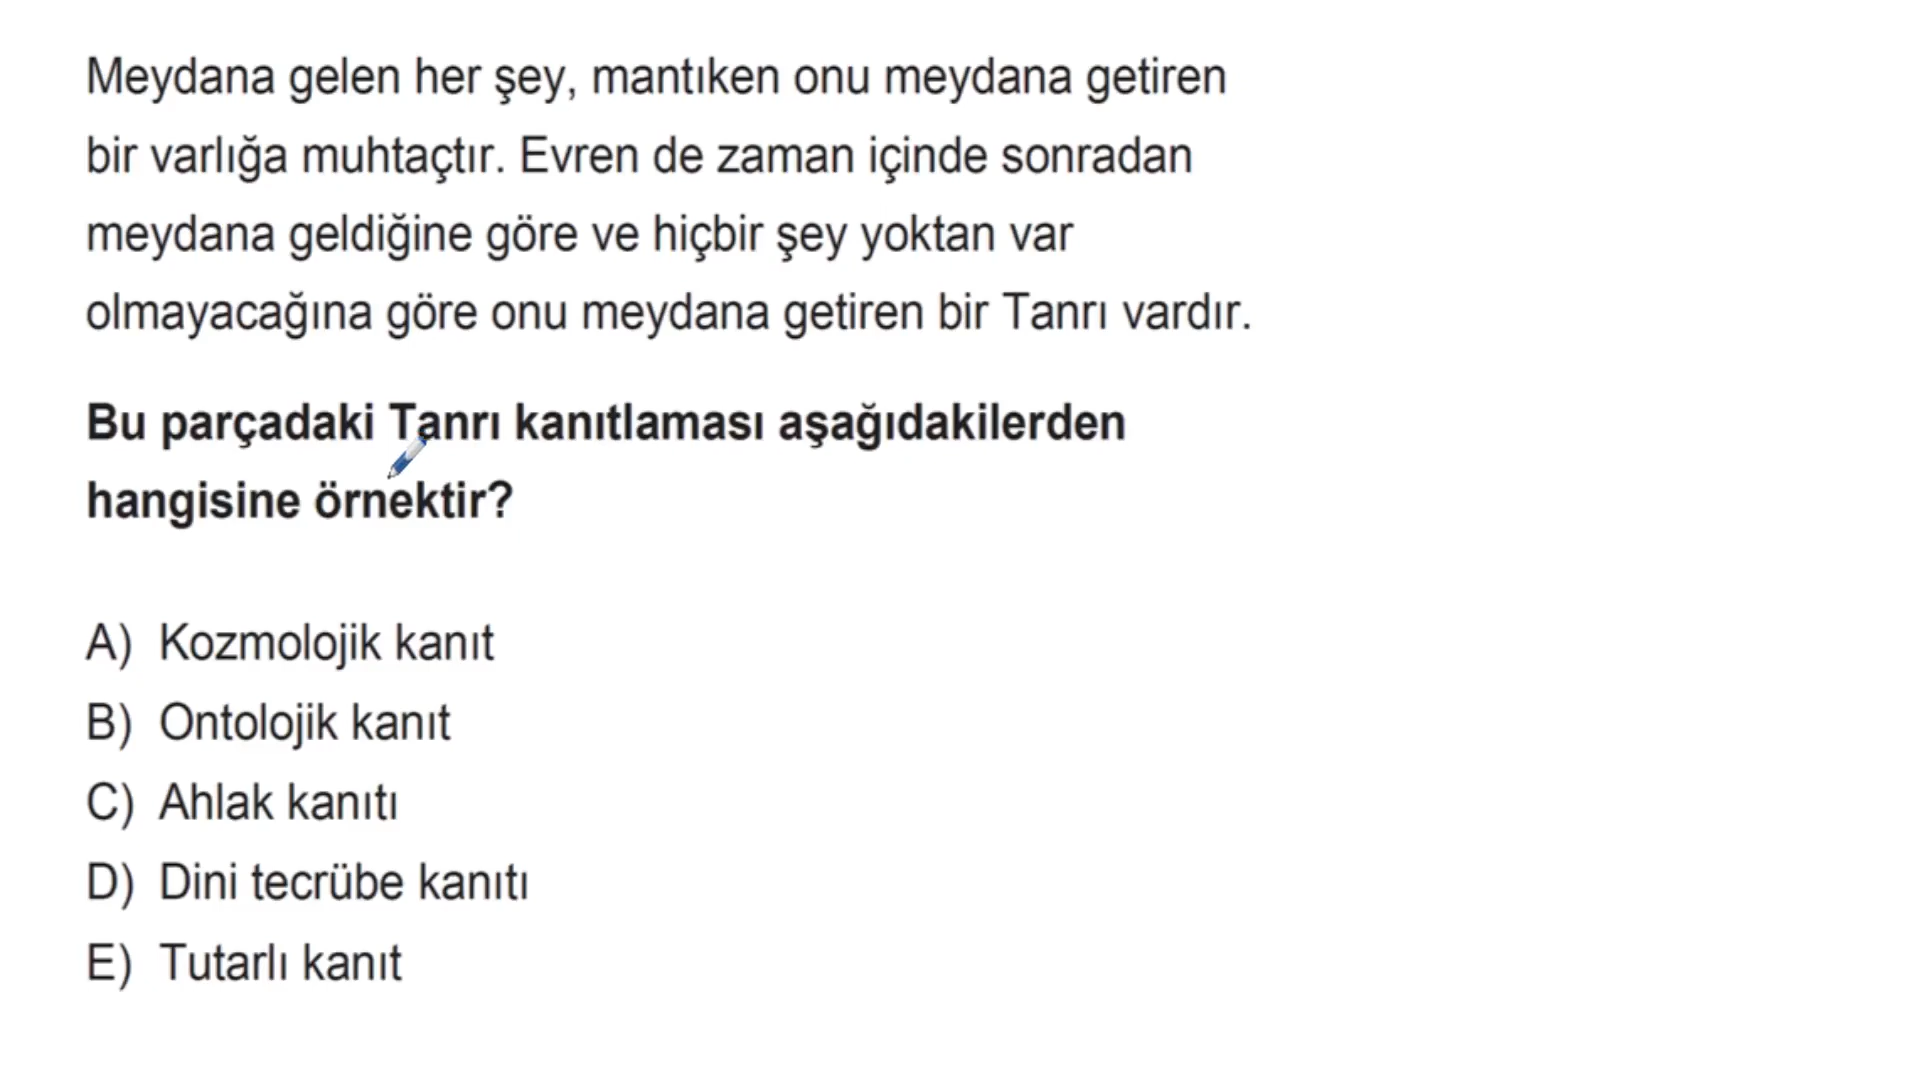 Meydana gelen her şey, mantıken onu meydana getiren
bir varlığa muhtaçtır. Evren de zaman içinde sonradan
meydana geldiğine göre ve hiçbir şey yoktan var
olmayacağına göre onu meydana getiren bir Tanrı vardır.
Bu parçadaki Tanrı kanıtlaması aşağıdakilerden
hangisine örnektir?
A) Kozmolojik kanıt
B) Ontolojik kanıt
C) Ahlak kanıtı
D) Dini tecrübe kanıtı
E) Tutarlı kanıt